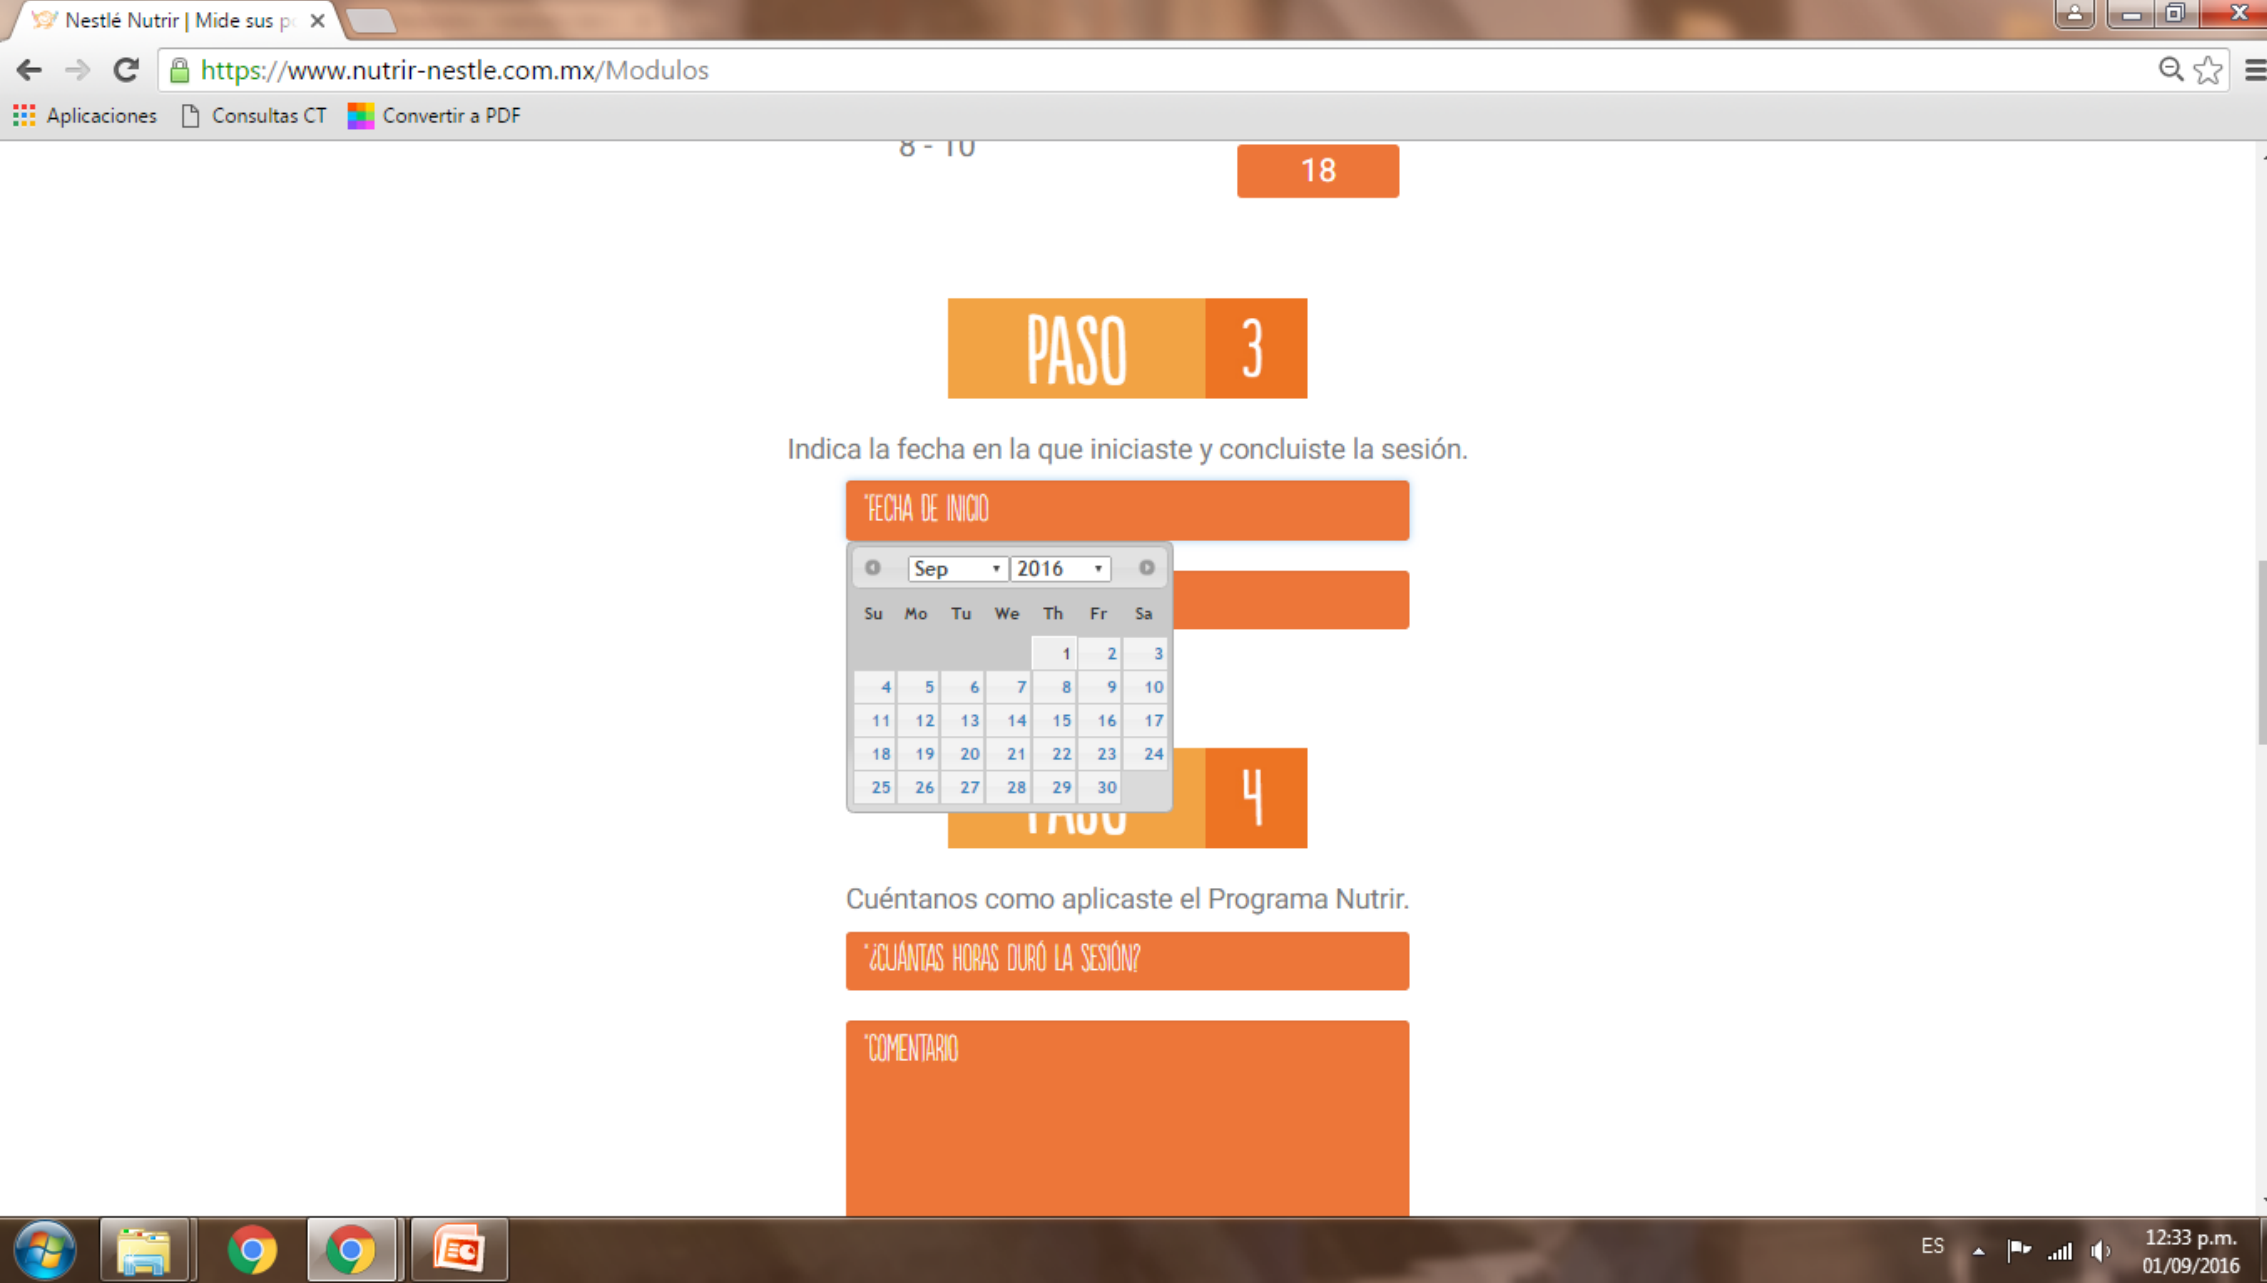 Nestlé Nutrir | Mide sus po
https://www.nutrir-nestle.com.mx/Modulos
Aplicaciones
Consultas CT
Convertir a PDF
8 - 10
18
PASO 3
Indica la fecha en la que iniciaste y concluiste la sesión.
*FECHA DE INICIO
Sep 2016
Su Mo Tu We Th Fr Sa
1 2 3
4 5 6 7 8 9 10
11 12 13 14 15 16 17
18 19 20 21 22 23 24
25 26 27 28 29 30
PASO 4
Cuéntanos como aplicaste el Programa Nutrir.
*¿CUÁNTAS HORAS DURÓ LA SESIÓN?
*COMENTARIO
ES
12:33 p.m.
01/09/2016